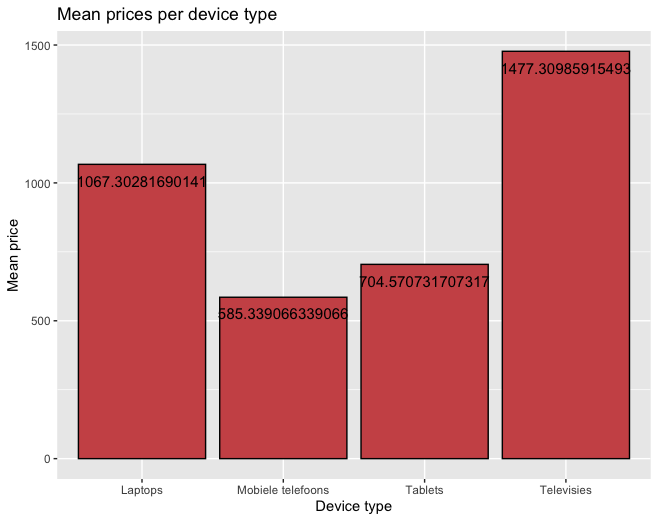 Mean prices per device type
Mean price
1500
1000
500
0
1067.30281690141
585.339066339066
704.570731707317
1477.30985915493
Laptops
Mobiele telefoons
Tablets
Televisies
Device type